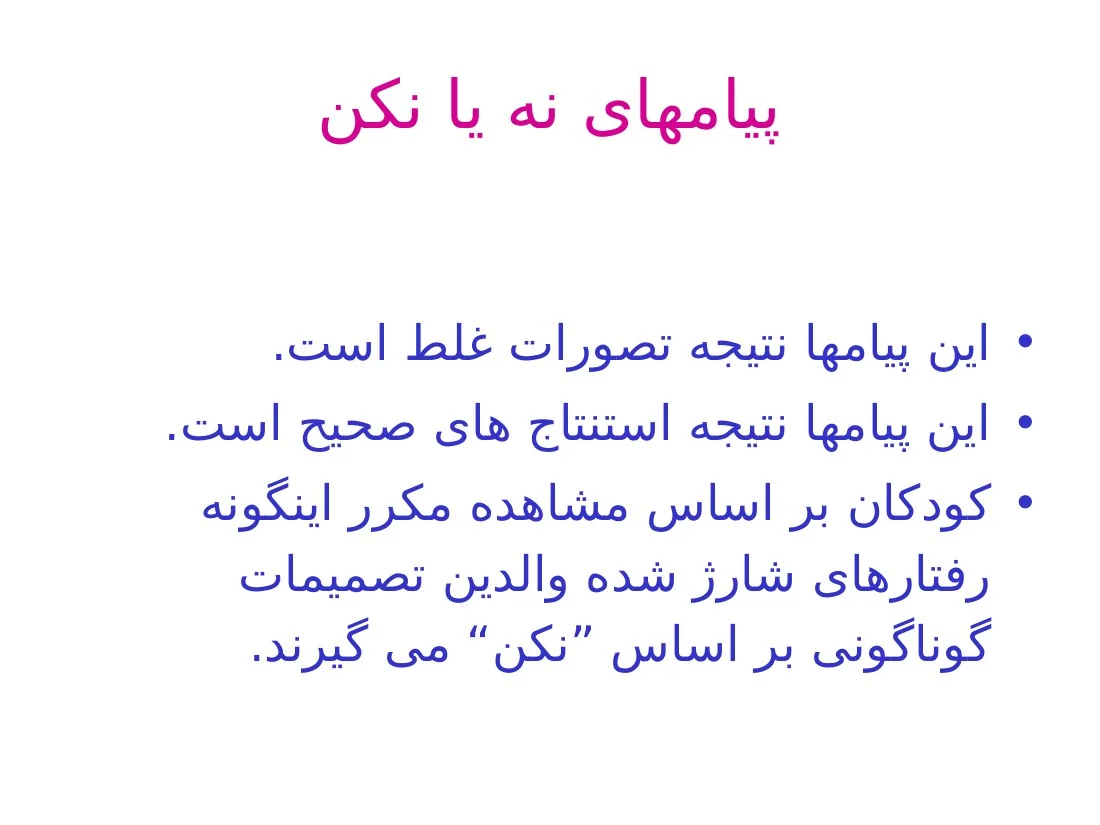 پیامهای نه یا نکن
• این پیامها نتیجه تصورات غلط است.
• این پیامها نتیجه استنتاج های صحیح است.
• کودکان بر اساس مشاهده مکرر اینگونه
رفتارهای شارژ شده والدین تصمیمات
گوناگونی بر اساس ”نکن“ می گیرند.